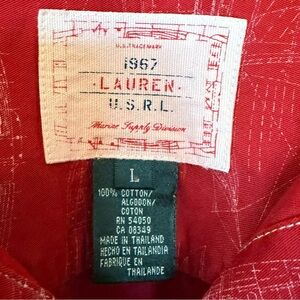 U.S. TRADEMARK
1967
·LAUREN·
U.S.R.L.
Marine Supply Division
L
100% COTTON/
ALGODON/
COTON
RN 54050
CA 08349
MADE IN THAILAND
HECHO EN TAILANDIA
FABRIQUE EN
THAILANDE